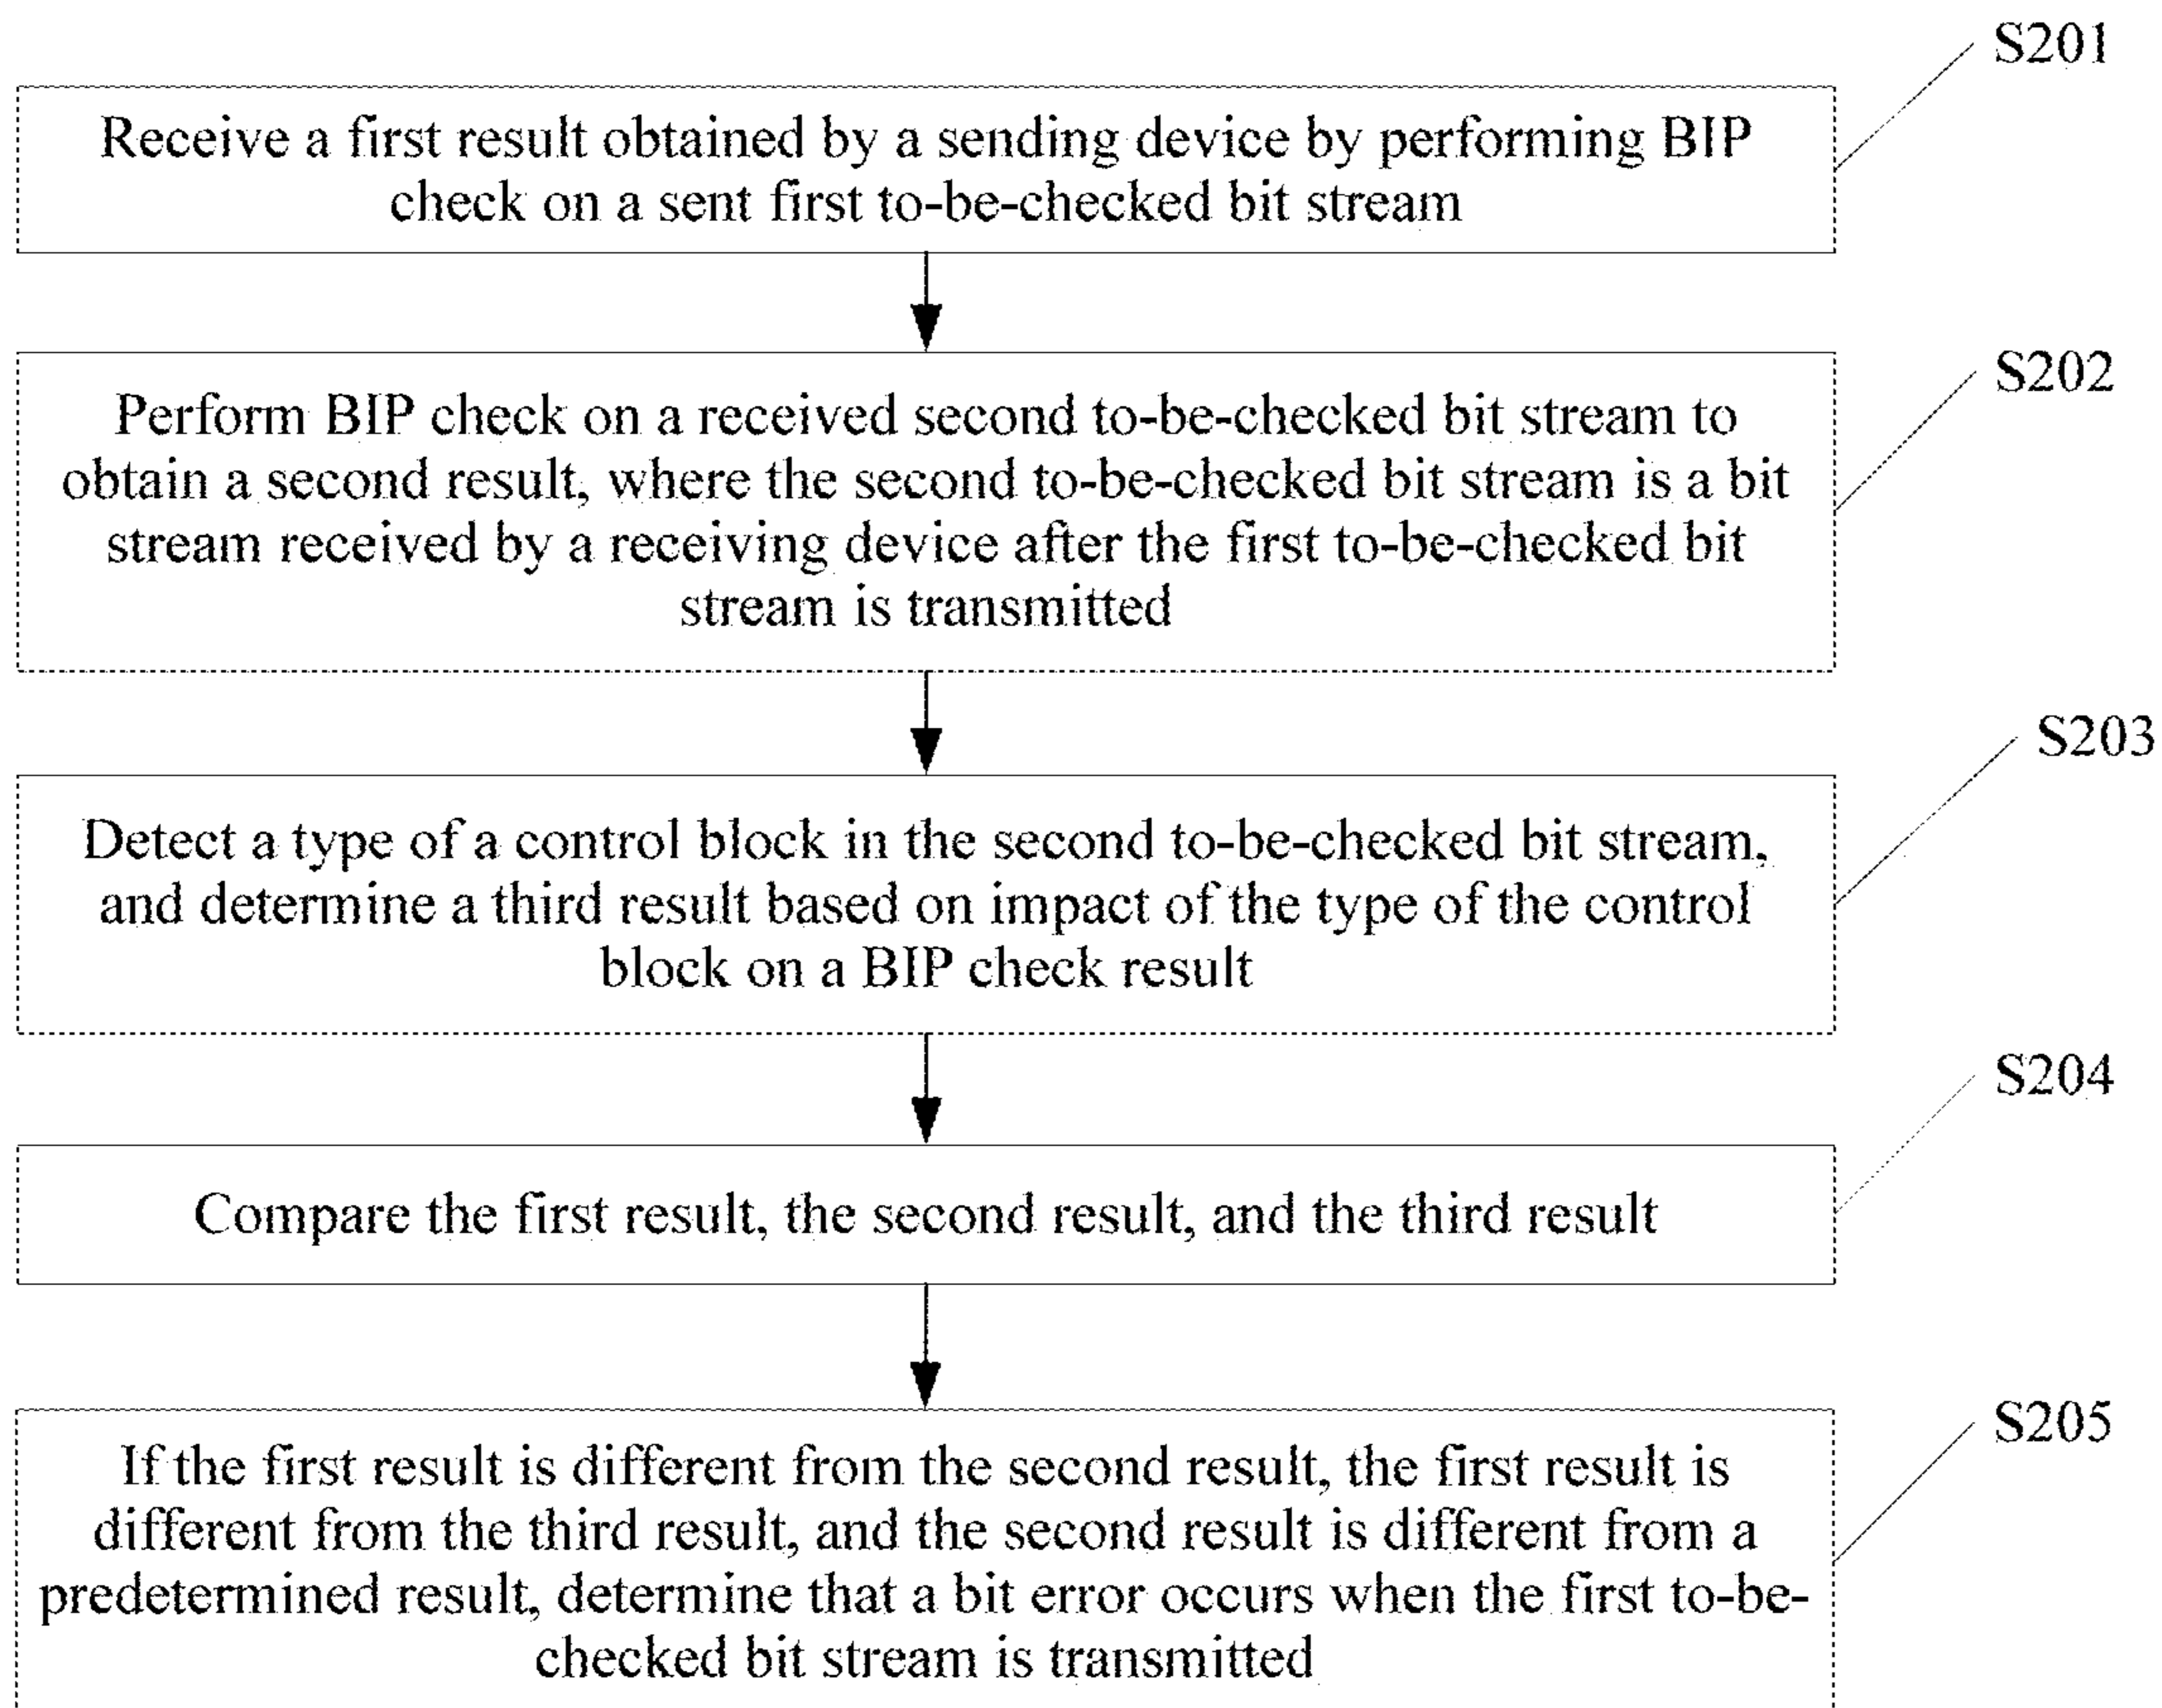 S201
Receive a first result obtained by a sending device by performing BIP
check on a sent first to-be-checked bit stream
S202
Perform BIP check on a received second to-be-checked bit stream to
obtain a second result, where the second to-be-checked bit stream is a bit
stream received by a receiving device after the first to-be-checked bit
stream is transmitted
S203
Detect a type of a control block in the second to-be-checked bit stream,
and determine a third result based on impact of the type of the control
block on a BIP check result
S204
Compare the first result, the second result, and the third result
S205
If the first result is different from the second result, the first result is
different from the third result, and the second result is different from a
predetermined result, determine that a bit error occurs when the first to-be-
checked bit stream is transmitted